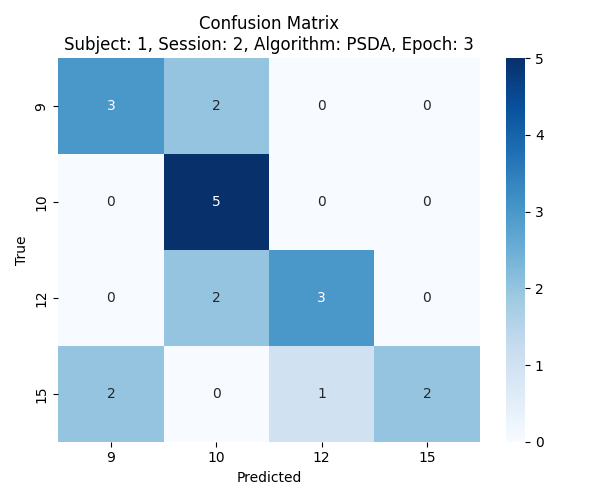 Confusion Matrix
Subject: 1, Session: 2, Algorithm: PSDA, Epoch: 3
9 3 2 0 0
10 0 5 0 0
12 0 2 3 0
15 2 0 1 2
9 10 12 15
True
Predicted
5
4
3
2
1
0